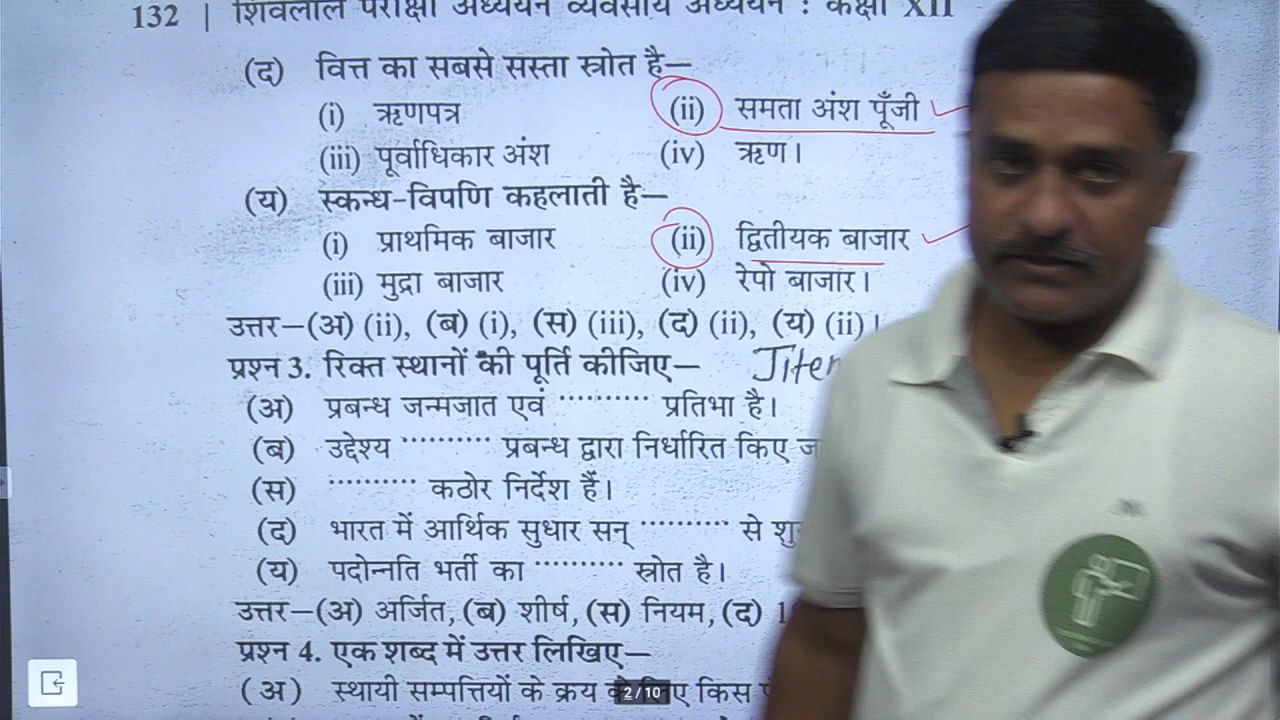 132 | शिवलाल परीक्षा अध्ययन व्यवसाय अध्ययन : कक्षा XII
(द) वित्त का सबसे सस्ता स्त्रोत है—
(i) ऋणपत्र (ii) समता अंश पूँजी
(iii) पूर्वाधिकार अंश (iv) ऋण।
(य) स्कन्ध-विपणि कहलाती है—
(i) प्राथमिक बाजार (ii) द्वितीयक बाजार
(iii) मुद्रा बाजार (iv) रेपो बाजार।
उत्तर—(अ) (ii), (ब) (i), (स) (iii), (द) (ii), (य) (ii)।
प्रश्न 3. रिक्त स्थानों की पूर्ति कीजिए— Jiter
(अ) प्रबन्ध जन्मजात एवं .......... प्रतिभा है।
(ब) उद्देश्य .......... प्रबन्ध द्वारा निर्धारित किए
(स) .......... कठोर निर्देश हैं।
(द) भारत में आर्थिक सुधार सन् .......... से
(य) पदोन्नति भर्ती का .......... स्त्रोत है।
उत्तर—(अ) अर्जित, (ब) शीर्ष, (स) नियम, (द)
प्रश्न 4. एक शब्द में उत्तर लिखिए—
(अ) स्थायी सम्पत्तियों के क्रय के लिए किस
2/10